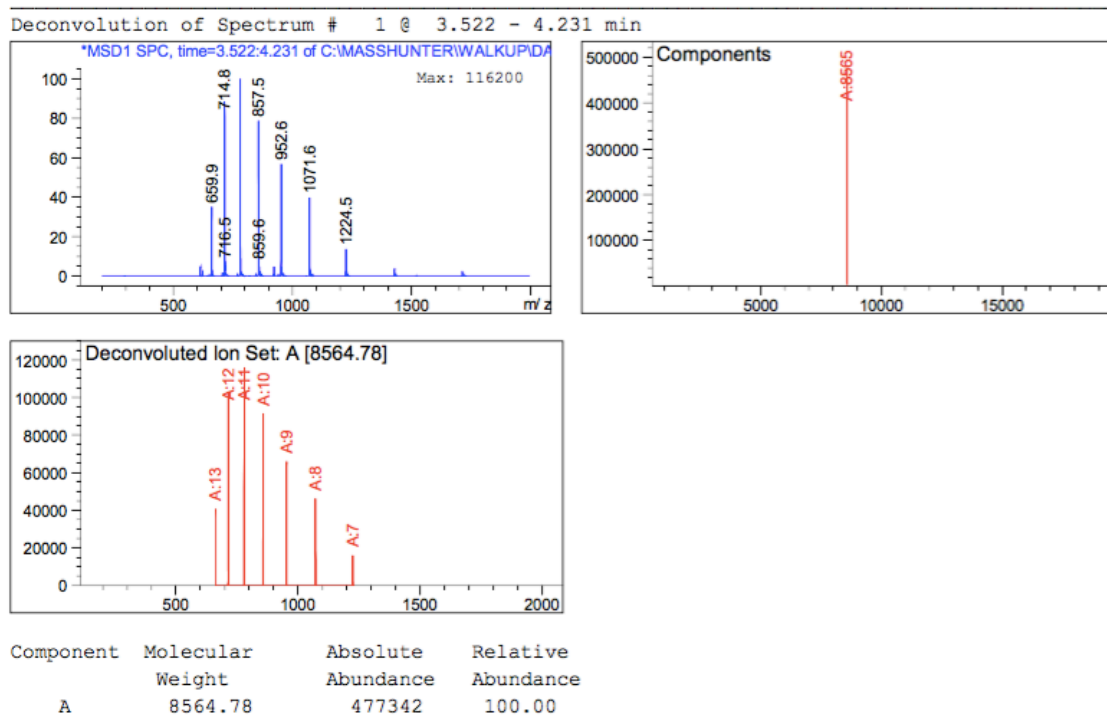 Deconvolution of Spectrum # 1 @ 3.522 - 4.231 min
*MSD1 SPC, time=3.522:4.231 of C:\MASSHUNTER\WALKUP\DA
Max: 116200
100
80
60
40
20
0
659.9
714.8
716.5
857.5
859.6
952.6
1071.6
1224.5
500
1000
1500
m/z
Components
500000
400000
300000
200000
100000
A:8565
5000
10000
15000
Deconvoluted Ion Set: A [8564.78]
120000
100000
80000
60000
40000
20000
0
A:13
A:12
A:11
A:10
A:9
A:8
A:7
500
1000
1500
2000
Component Molecular Absolute Relative
Weight Abundance Abundance
A 8564.78 477342 100.00